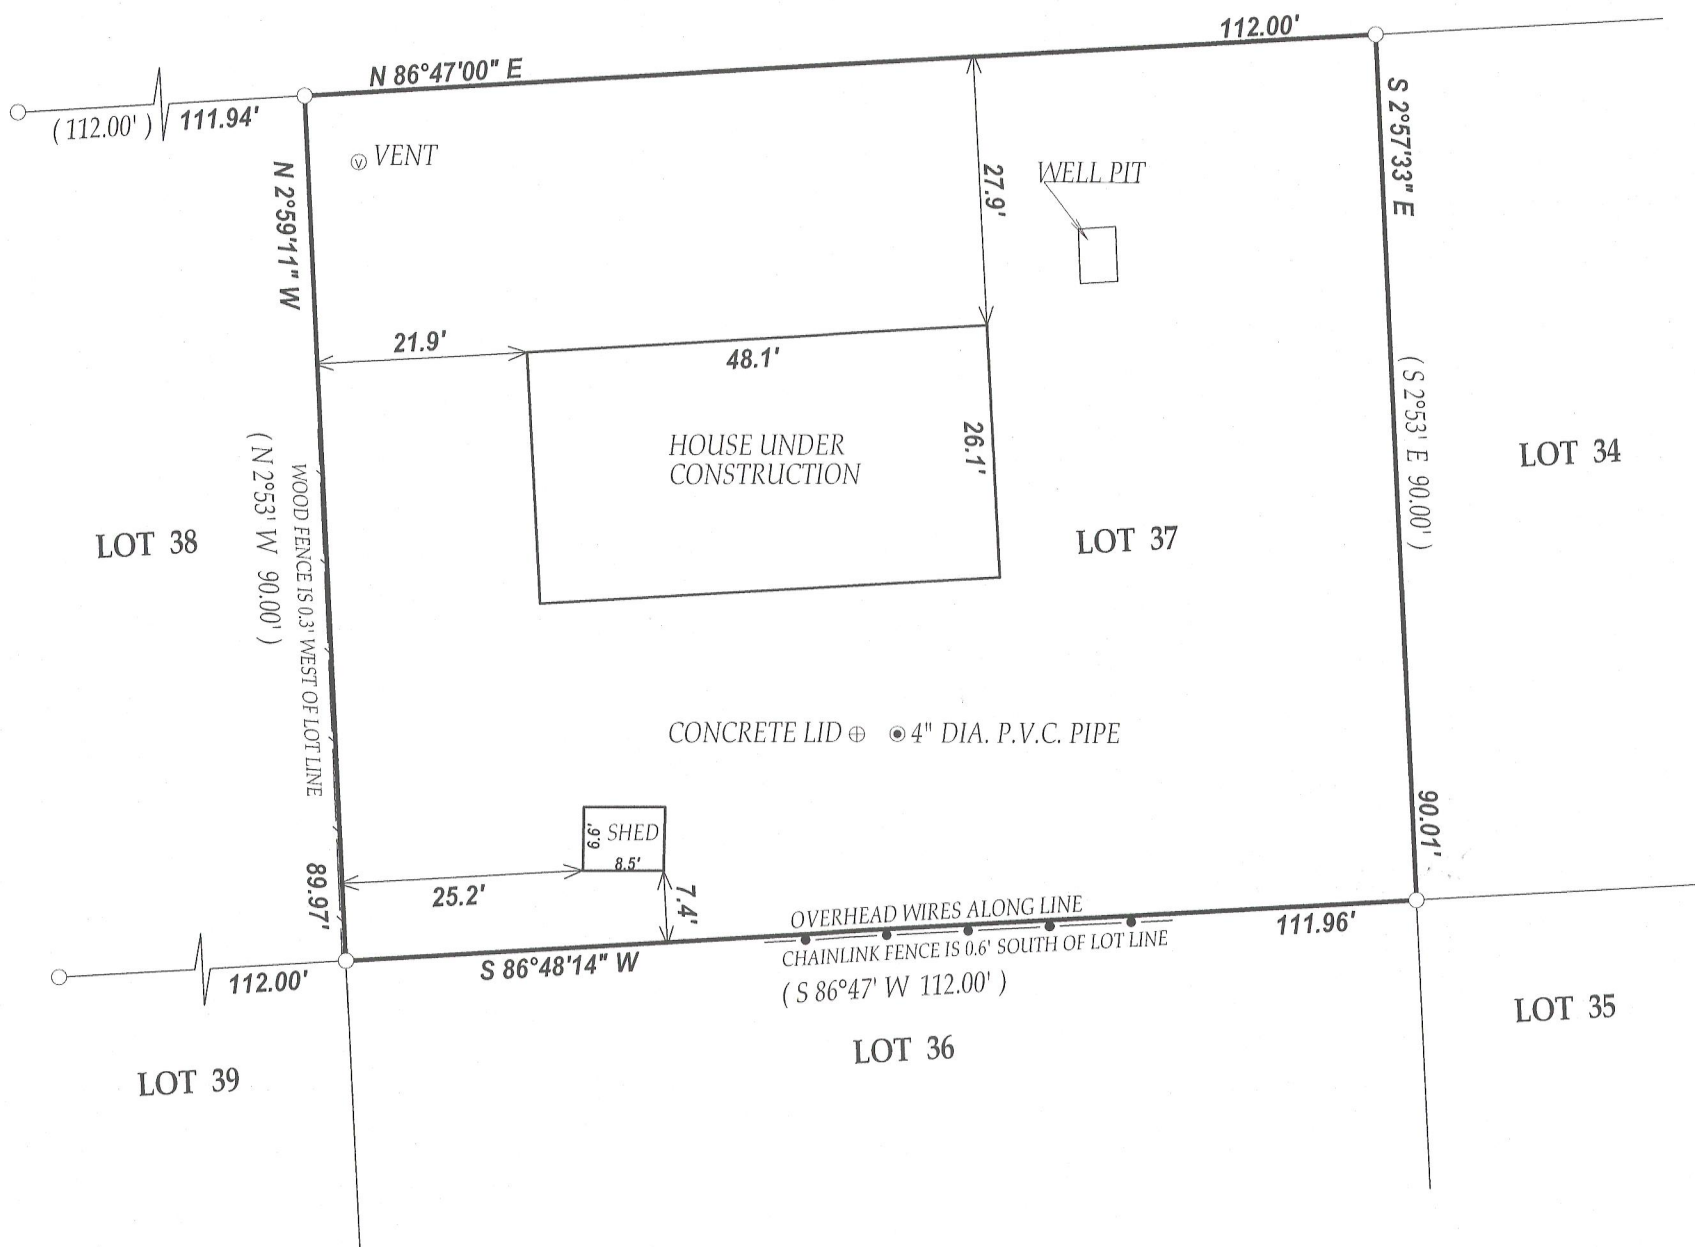 112.00'
N 86°47'00" E
( 112.00' ) 111.94'
VENT
N 2°59'11" W
S 2°57'33" E
27.9'
WELL PIT
21.9'
48.1'
26.1'
HOUSE UNDER
CONSTRUCTION
( S 2°53' E 90.00' )
LOT 34
LOT 38
( N 2°53' W 90.00' )
WOOD FENCE IS 0.3' WEST OF LOT LINE
LOT 37
CONCRETE LID
4" DIA. P.V.C. PIPE
6.6'
SHED
8.5'
90.01'
89.97'
25.2'
7.4'
OVERHEAD WIRES ALONG LINE
111.96'
CHAINLINK FENCE IS 0.6' SOUTH OF LOT LINE
S 86°48'14" W
112.00'
( S 86°47' W 112.00' )
LOT 35
LOT 36
LOT 39